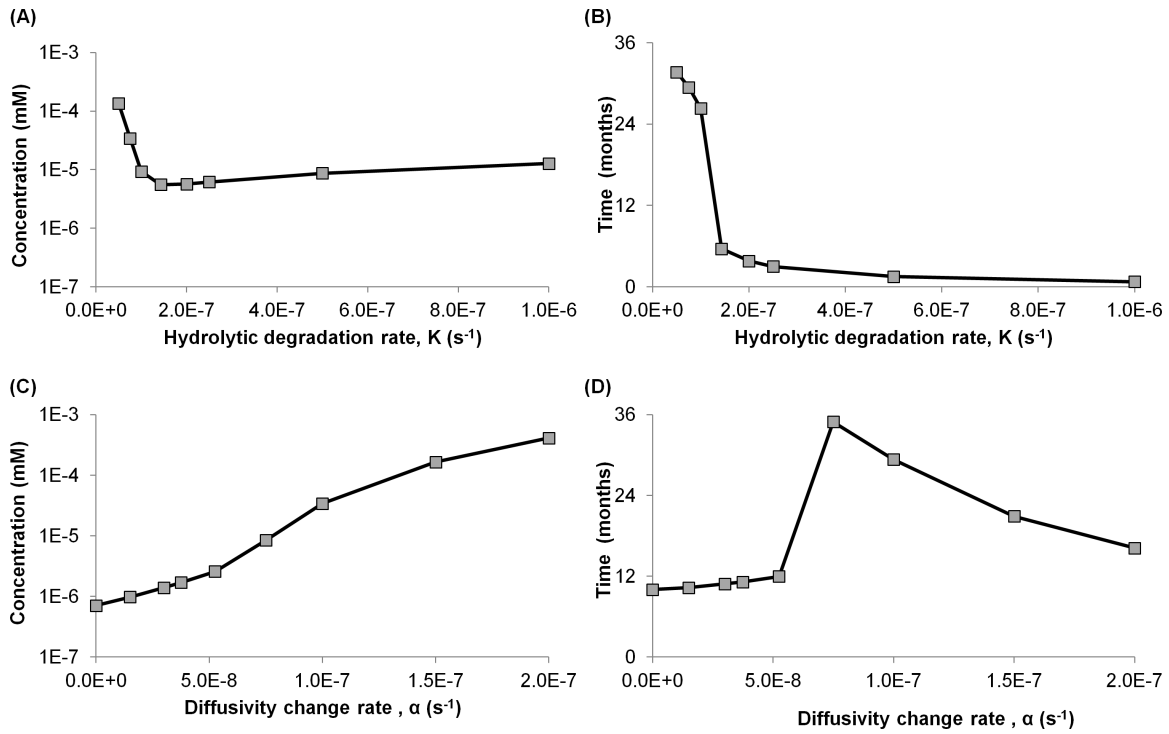 (A)
1E-3
1E-4
1E-5
1E-6
1E-7
Concentration (mM)
0.0E+0 2.0E-7 4.0E-7 6.0E-7 8.0E-7 1.0E-6
Hydrolytic degradation rate, K (s-1)
(B)
36
24
12
0
Time (months)
0.0E+0 2.0E-7 4.0E-7 6.0E-7 8.0E-7 1.0E-6
Hydrolytic degradation rate, K (s-1)
(C)
1E-3
1E-4
1E-5
1E-6
1E-7
Concentration (mM)
0.0E+0 5.0E-8 1.0E-7 1.5E-7 2.0E-7
Diffusivity change rate , α (s-1)
(D)
36
24
12
0
Time (months)
0.0E+0 5.0E-8 1.0E-7 1.5E-7 2.0E-7
Diffusivity change rate , α (s-1)